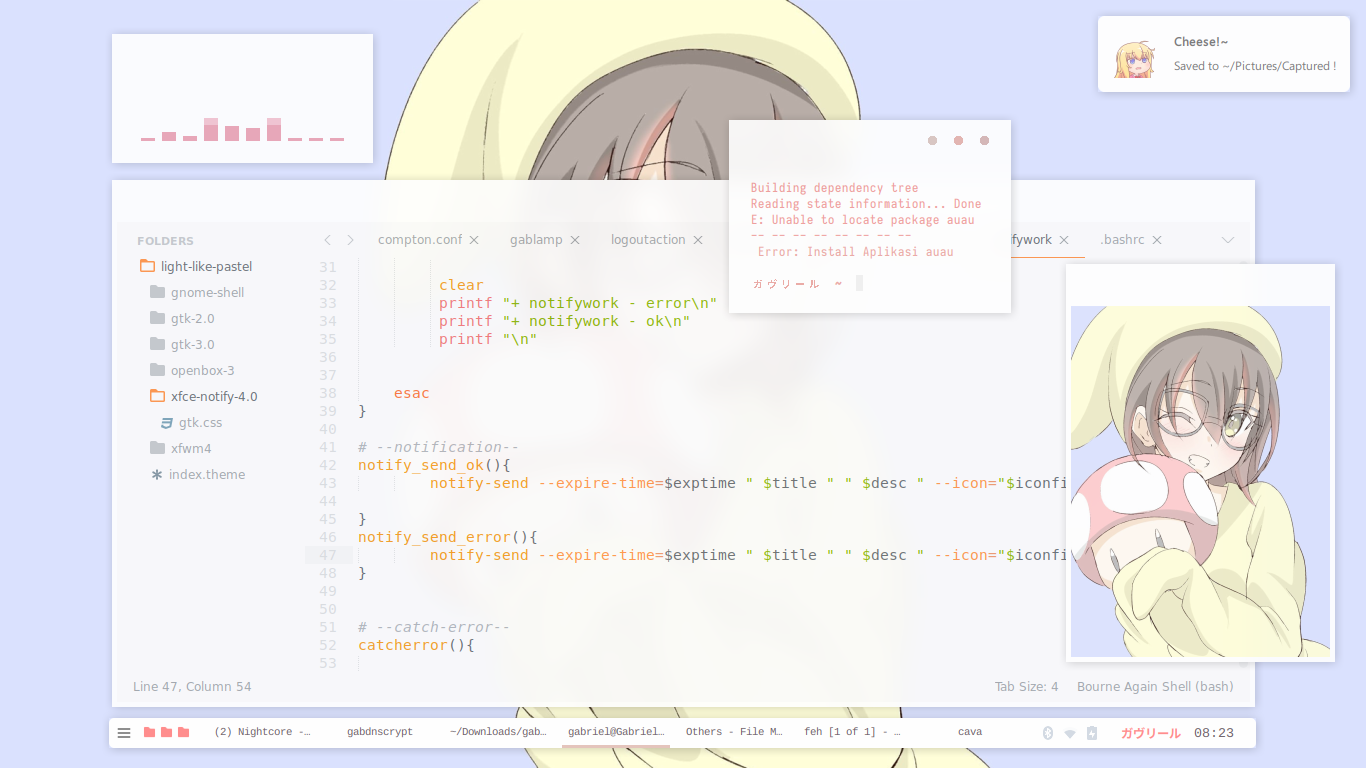 Cheese!~
Saved to ~/Pictures/Captured !
Building dependency tree
Reading state information... Done
E: Unable to locate package auau
-- -- -- -- -- -- -- --
Error: Install Aplikasi auau
ガヴリール ~
FOLDERS
light-like-pastel
gnome-shell
gtk-2.0
gtk-3.0
openbox-3
xfce-notify-4.0
gtk.css
xfwm4
index.theme
compton.conf
gablamp
logoutaction
fywork
.bashrc
31
32 clear
33 printf "+ notifywork - error\n"
34 printf "+ notifywork - ok\n"
35 printf "\n"
36
37
38 esac
39 }
40
41 # --notification--
42 notify_send_ok(){
43 notify-send --expire-time=$exptime " $title " " $desc " --icon="$iconfi
44
45 }
46 notify_send_error(){
47 notify-send --expire-time=$exptime " $title " " $desc " --icon="$iconfi
48 }
49
50
51 # --catch-error--
52 catcherror(){
53
Line 47, Column 54
Tab Size: 4
Bourne Again Shell (bash)
(2) Nightcore -…
gabdnscrypt
~/Downloads/gab…
gabriel@Gabriel…
Others - File M…
feh [1 of 1] - …
cava
ガヴリール
08:23